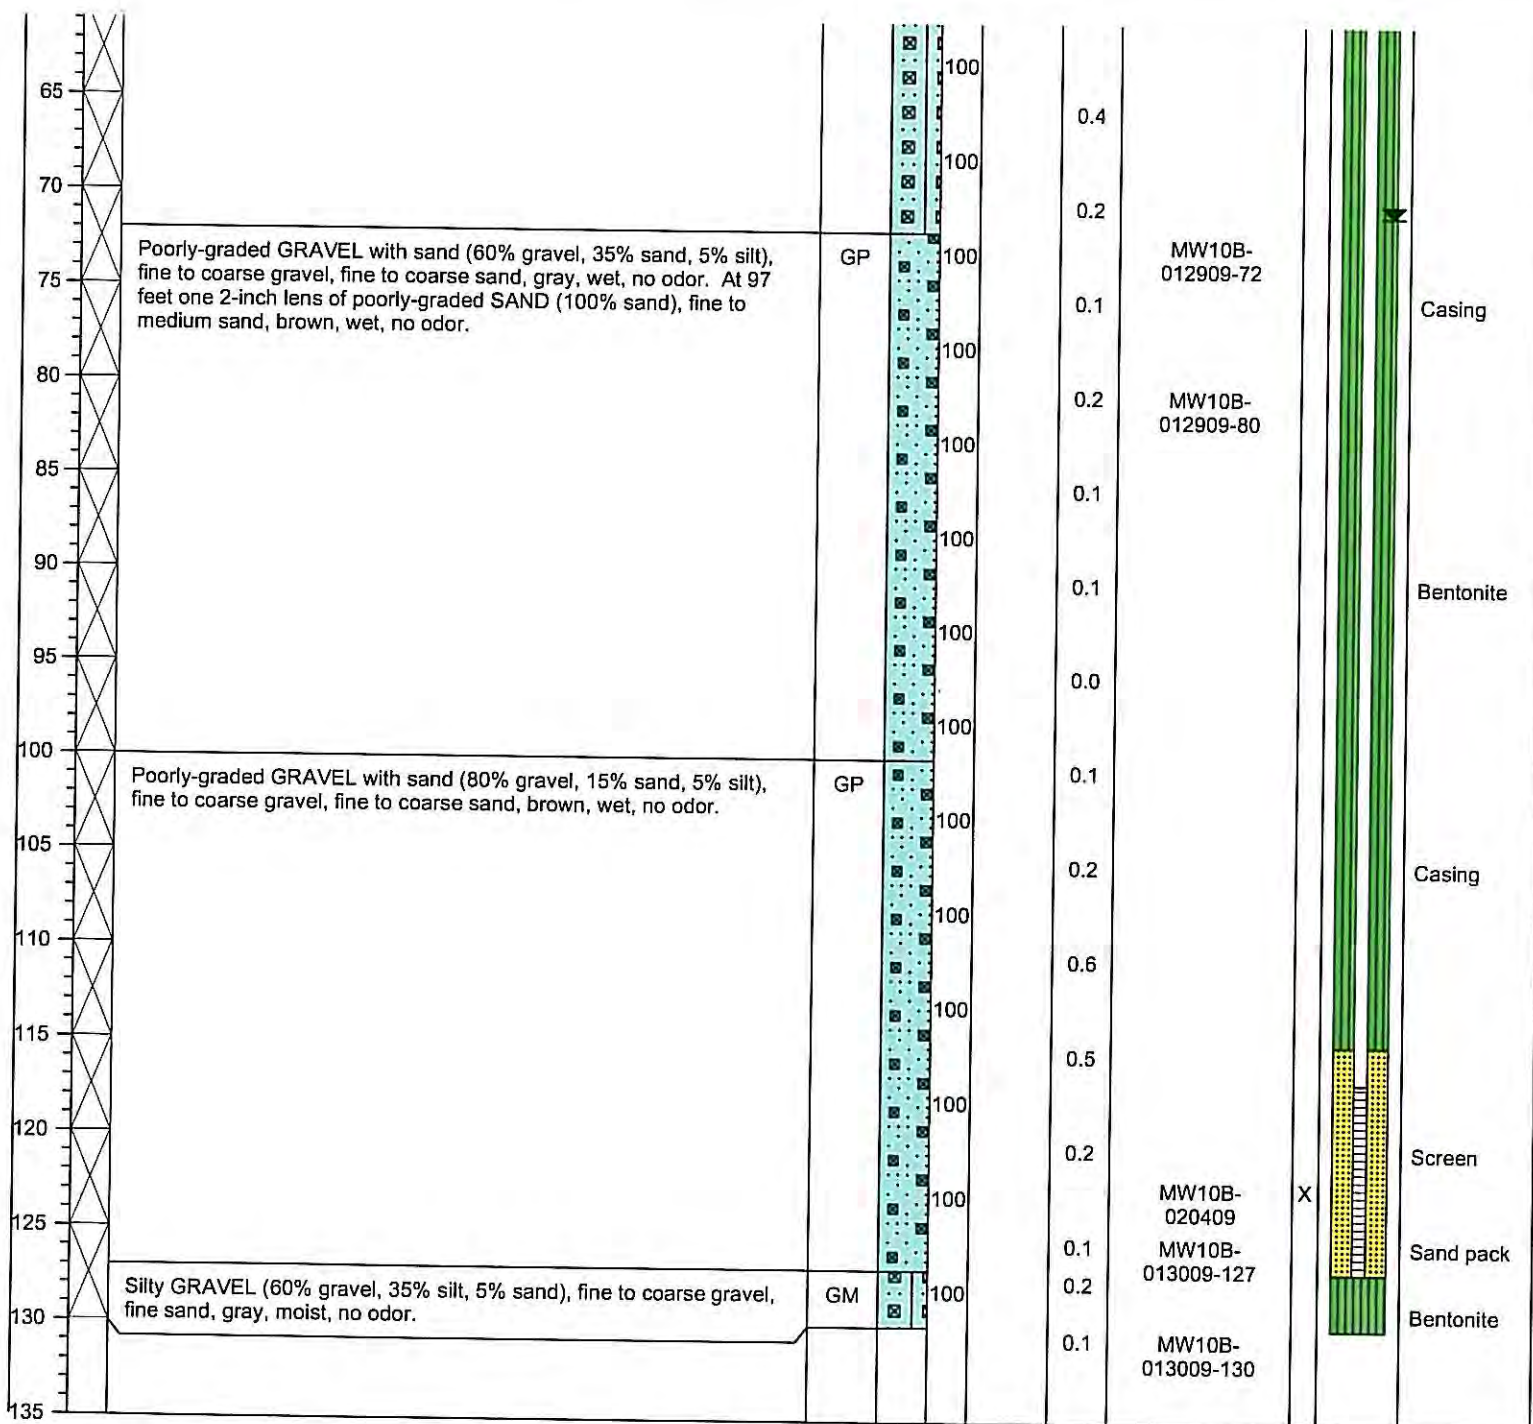 100
65
0.4
100
70
0.2
Poorly-graded GRAVEL with sand (60% gravel, 35% sand, 5% silt),
fine to coarse gravel, fine to coarse sand, gray, wet, no odor. At 97
feet one 2-inch lens of poorly-graded SAND (100% sand), fine to
medium sand, brown, wet, no odor.
GP
100
MW10B-
012909-72
75
0.1
Casing
100
80
0.2
MW10B-
012909-80
100
85
0.1
100
90
0.1
Bentonite
100
95
0.0
100
100
Poorly-graded GRAVEL with sand (80% gravel, 15% sand, 5% silt),
fine to coarse gravel, fine to coarse sand, brown, wet, no odor.
GP
0.1
100
105
0.2
Casing
100
110
0.6
100
115
0.5
100
120
0.2
Screen
100
MW10B-
020409
X
125
0.1
MW10B-
013009-127
Sand pack
Silty GRAVEL (60% gravel, 35% silt, 5% sand), fine to coarse gravel,
fine sand, gray, moist, no odor.
GM
100
0.2
130
Bentonite
0.1
MW10B-
013009-130
135